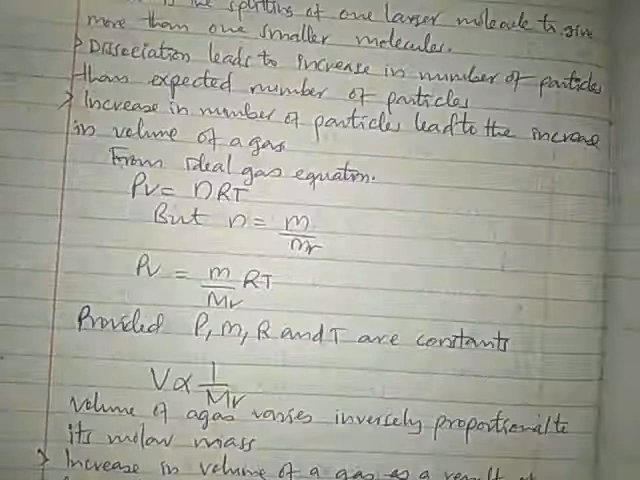 is the splitting of one larger molecule to give
more than one smaller molecules.
> Dissociation leads to increase in number of particles
than expected number of particles
> Increase in number of particles lead to the increase
in volume of a gas
From ideal gas equation.
PV = nRT
But n = m/Mr
PV = m/Mr RT
Provided P, M, R and T are constants
V ∝ 1/Mr
Volume of a gas varies inversely proportional to
its molar mass
> Increase in volume of a gas as a result of